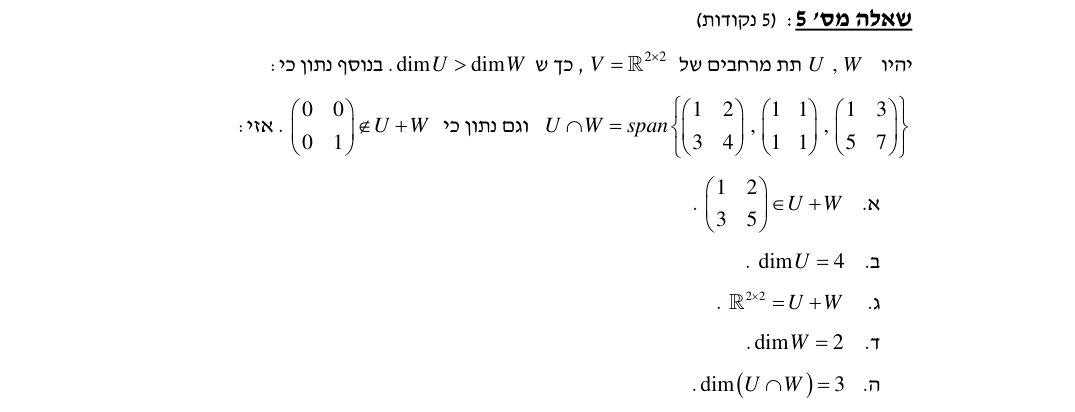 שאלה מס' 5: (5 נקודות)
יהיו U, W תת מרחבים של V = ℝ^{2×2}, כך ש dim U > dim W. בנוסף נתון כי:
U ∩ W = span{(1 2; 3 4), (1 1; 1 1), (1 3; 5 7)} וגם נתון כי (0 0; 0 1) ∉ U + W. אזי:
א. (1 2; 3 5) ∈ U + W.
ב. dim U = 4.
ג. ℝ^{2×2} = U + W.
ד. dim W = 2.
ה. dim(U ∩ W) = 3.